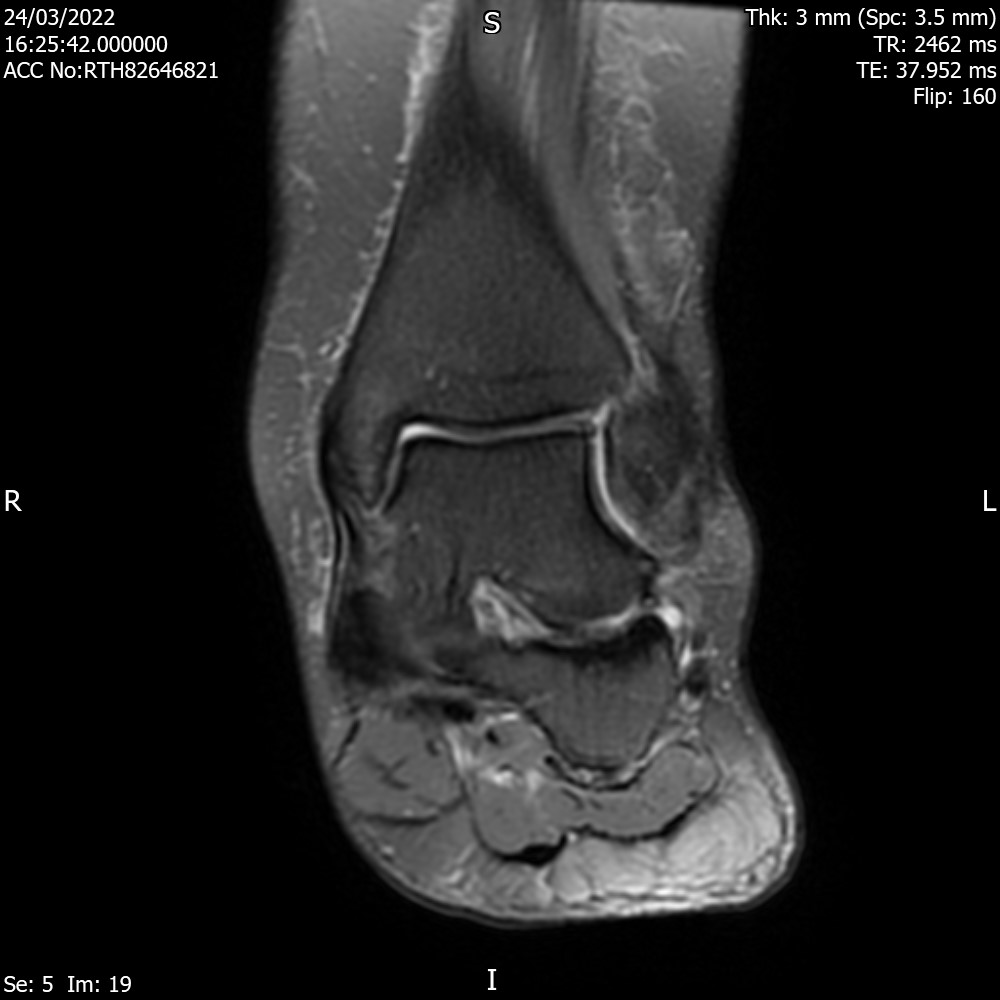 24/03/2022
16:25:42.000000
ACC No:RTH82646821
S
Thk: 3 mm (Spc: 3.5 mm)
TR: 2462 ms
TE: 37.952 ms
Flip: 160
R
L
Se: 5 Im: 19
I